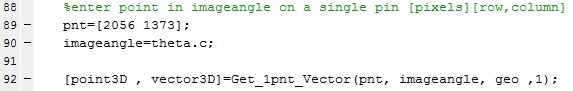 88 %enter point in imageangle on a single pin [pixels][row,column]
89 - pnt=[2056 1373];
90 - imageangle=theta.c;
91
92 - [point3D , vector3D]=Get_1pnt_Vector(pnt, imageangle, geo ,1);